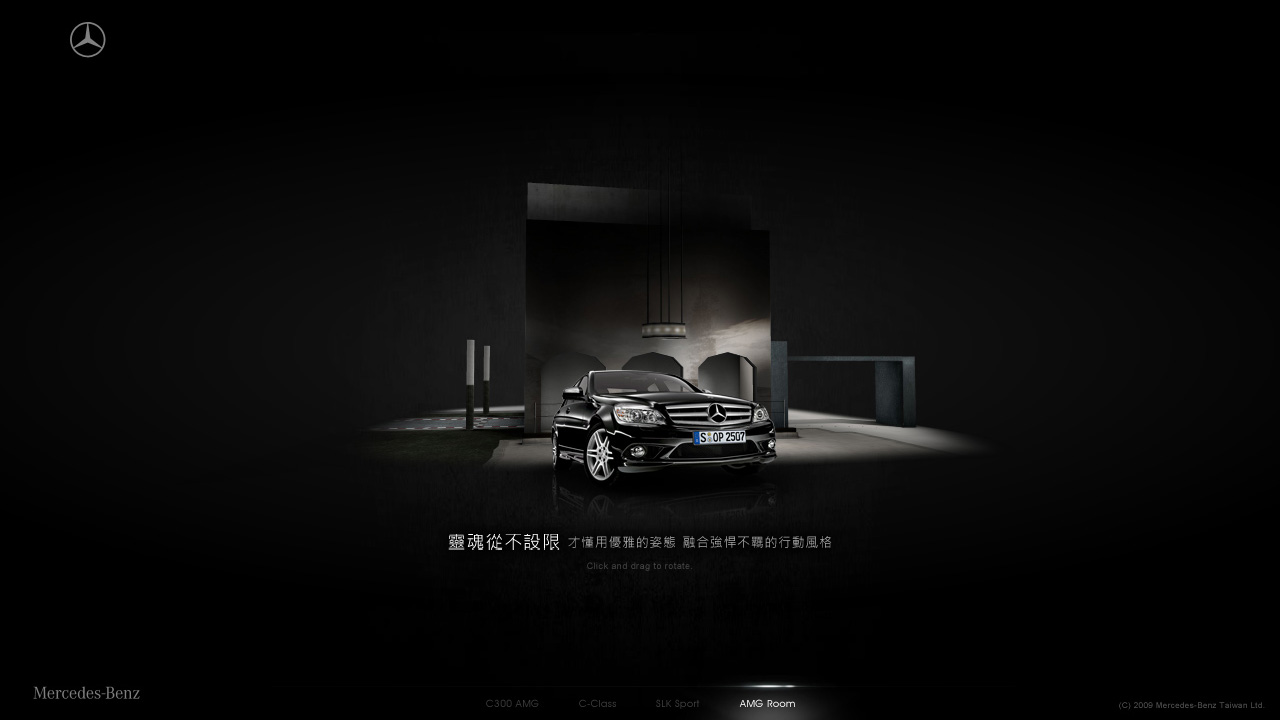 S OP 2507
靈魂從不設限 才懂用優雅的姿態 融合強悍不羈的行動風格
Click and drag to rotate.
Mercedes-Benz
C300 AMG
C-Class
SLK Sport
AMG Room
(C) 2009 Mercedes-Benz Taiwan Ltd.